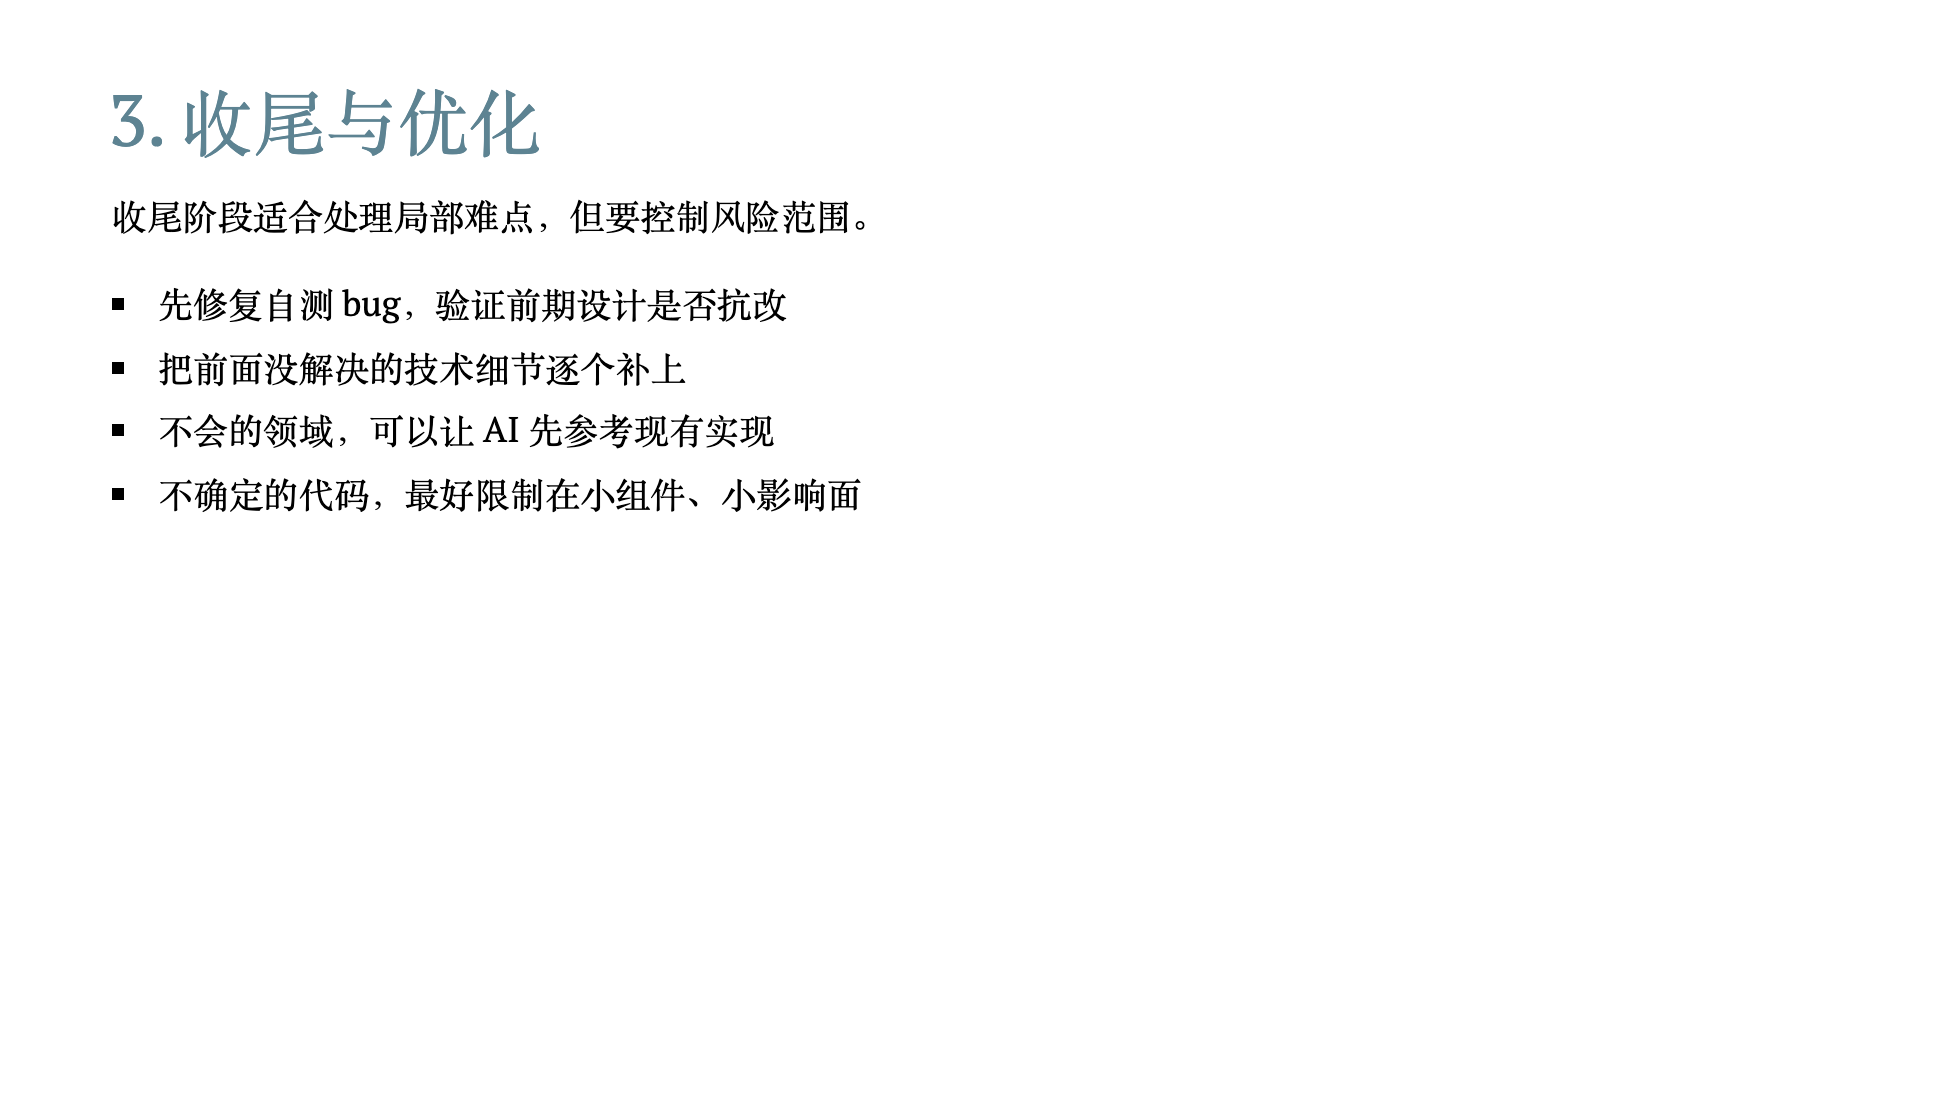 3. 收尾与优化
收尾阶段适合处理局部难点，但要控制风险范围。
▪ 先修复自测 bug，验证前期设计是否抗改
▪ 把前面没解决的技术细节逐个补上
▪ 不会的领域，可以让 AI 先参考现有实现
▪ 不确定的代码，最好限制在小组件、小影响面